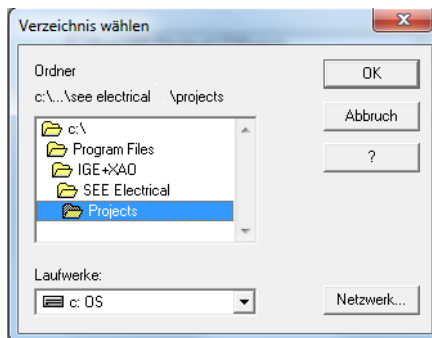 Verzeichnis wählen
Ordner
c:\...\see electrical \projects
c:\
Program Files
IGE+XAO
SEE Electrical
Projects
Laufwerke:
c: OS
OK
Abbruch
?
Netzwerk...